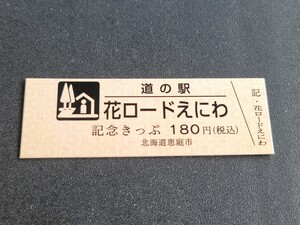 道の駅
花ロードえにわ
記念きっぷ 180円(税込)
北海道恵庭市
記・花ロードえにわ